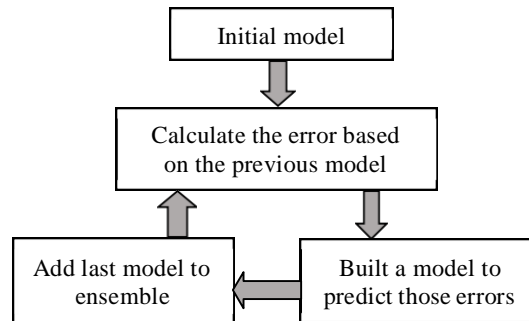 Initial model
Calculate the error based
on the previous model
Add last model to
ensemble
Built a model to
predict those errors